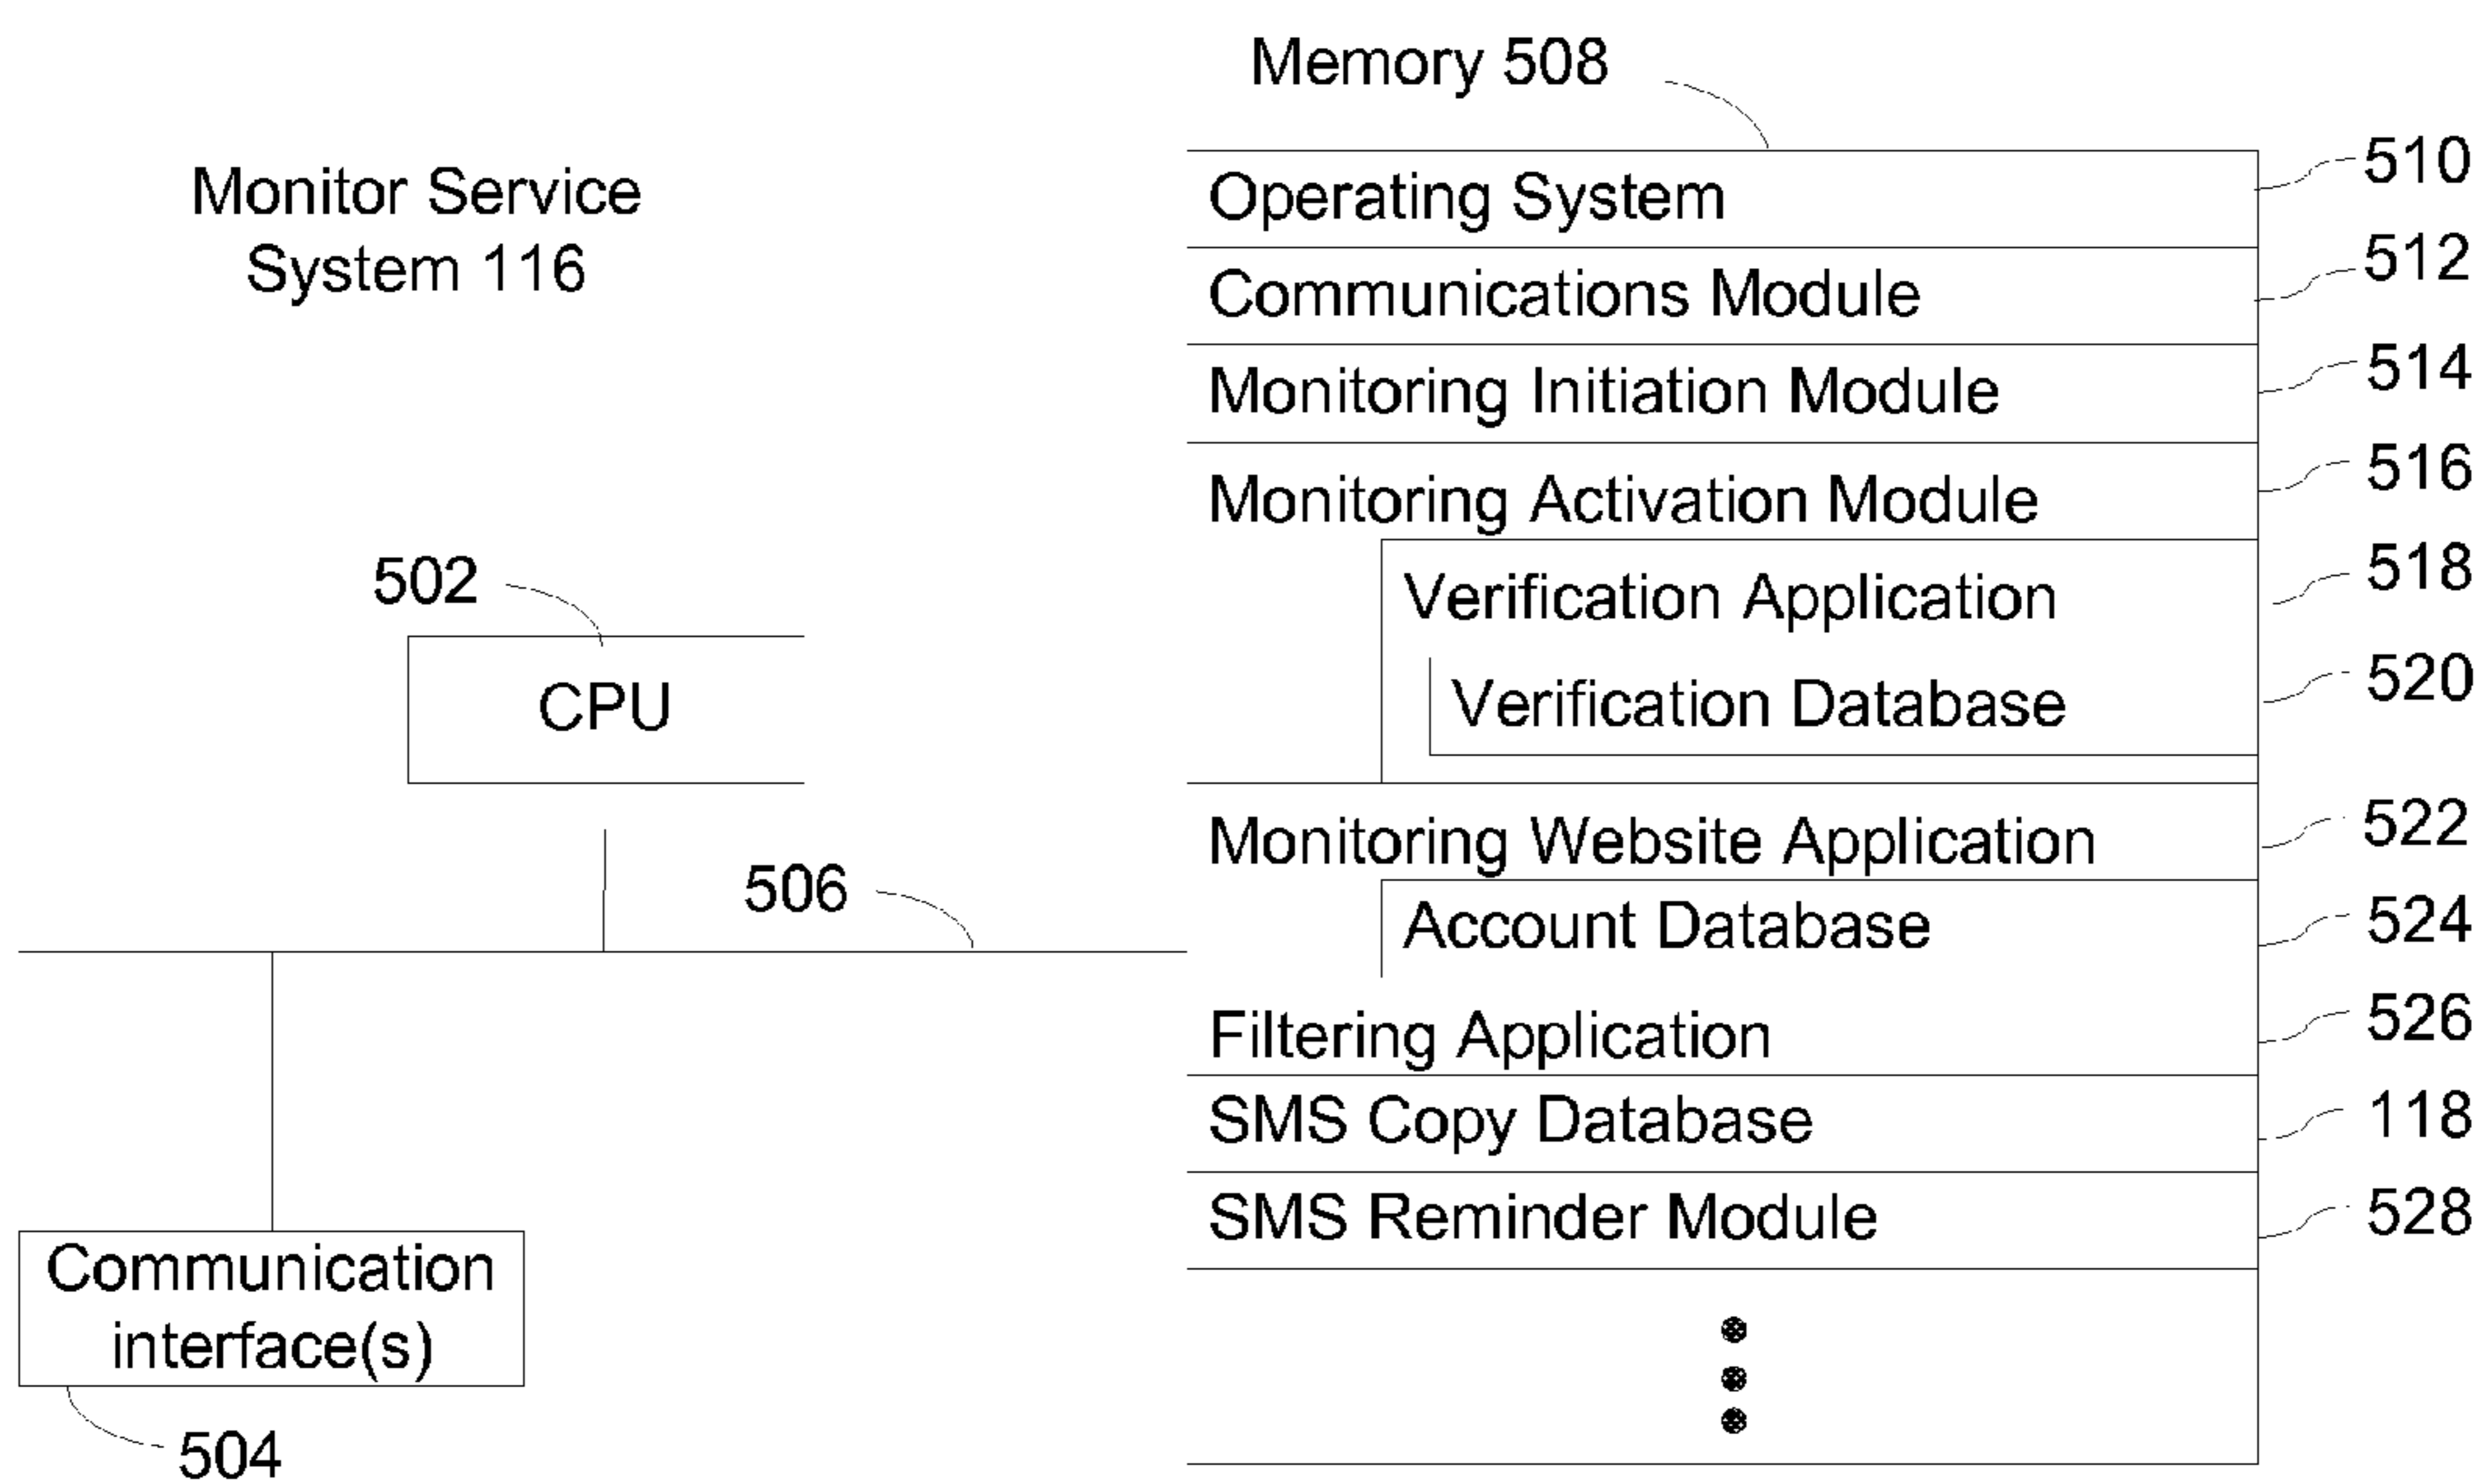 Memory 508
Monitor Service
System 116
Operating System 510
Communications Module 512
Monitoring Initiation Module 514
Monitoring Activation Module 516
Verification Application 518
Verification Database 520
Monitoring Website Application 522
Account Database 524
Filtering Application 526
SMS Copy Database 118
SMS Reminder Module 528
502
CPU
506
Communication
interface(s)
504